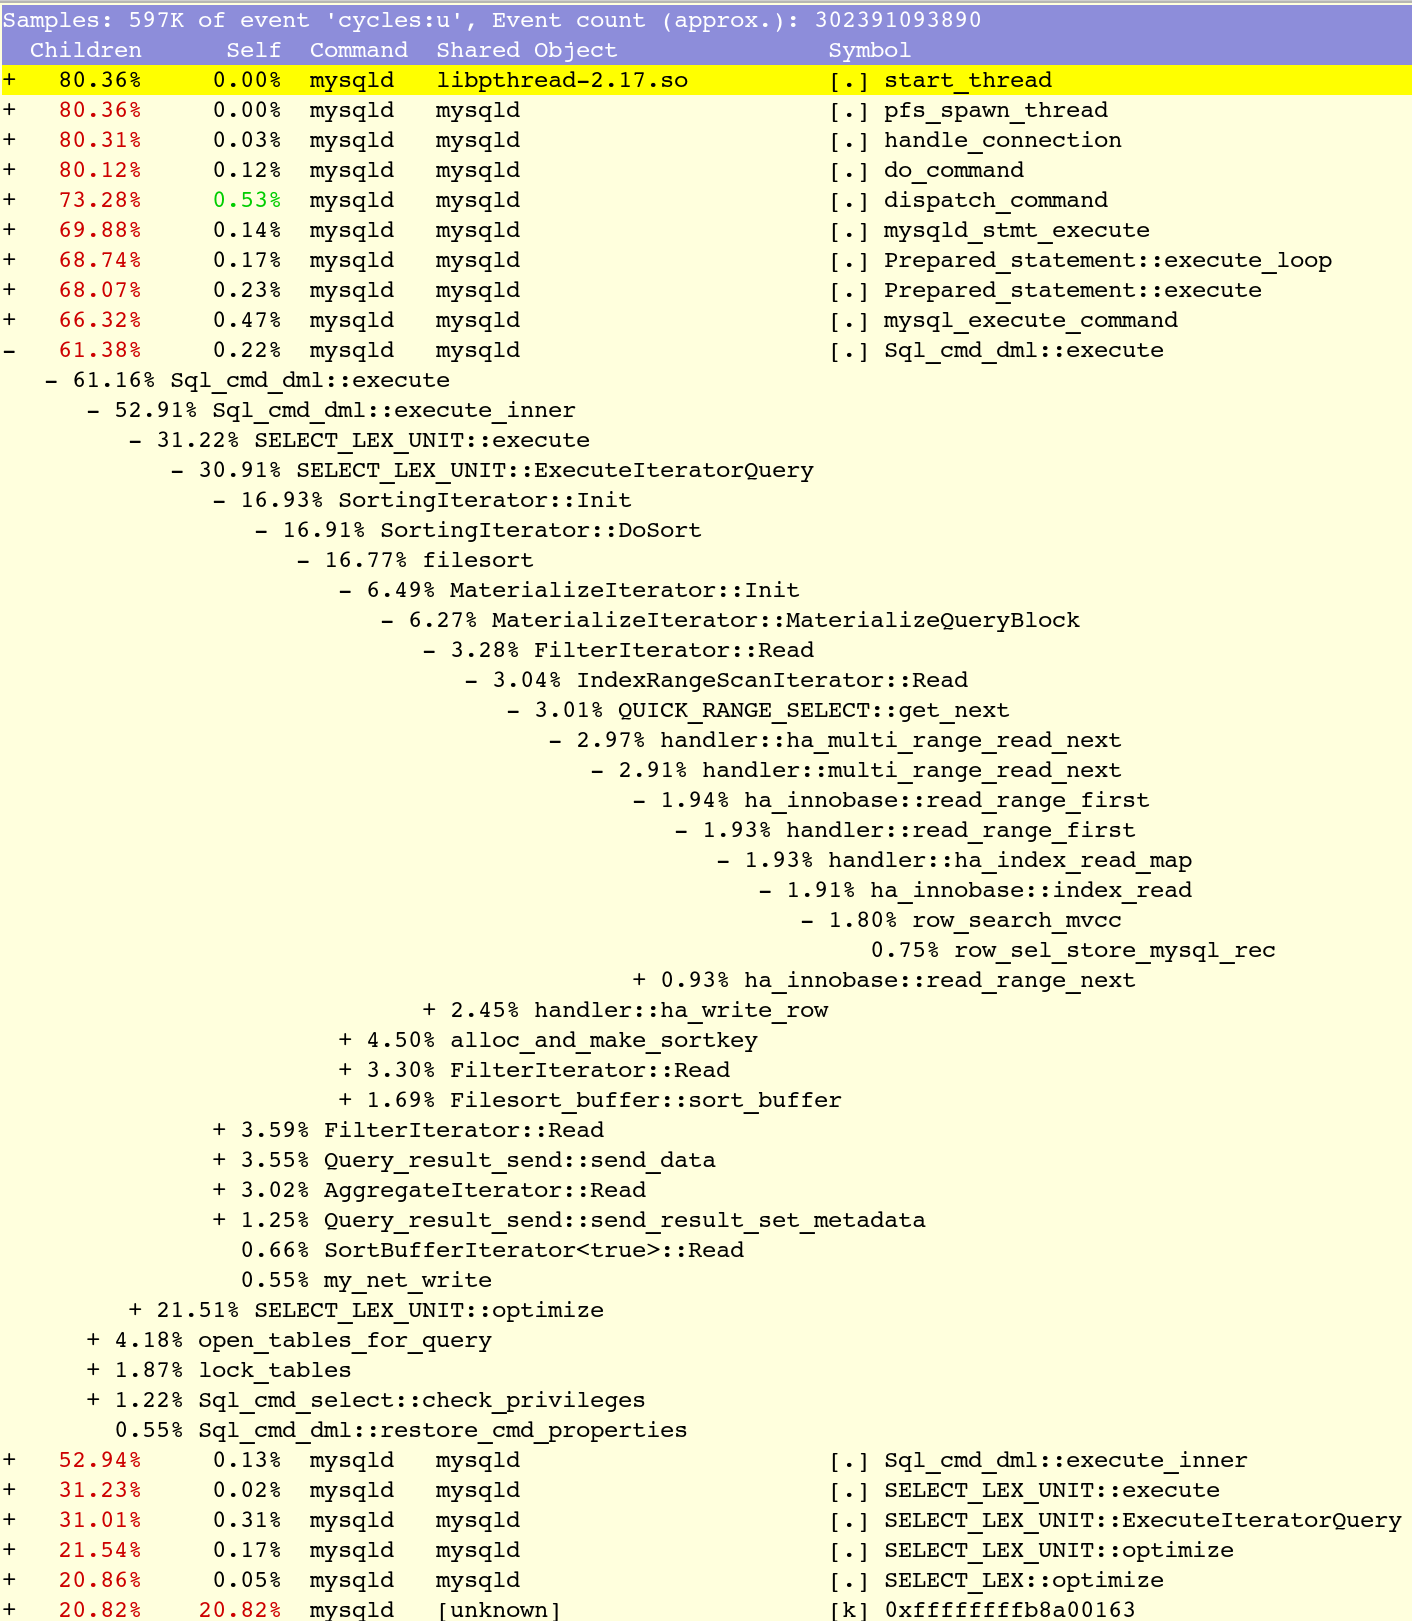 Samples: 597K of event 'cycles:u', Event count (approx.): 302391093890
Children Self Command Shared Object Symbol
+ 80.36% 0.00% mysqld libpthread-2.17.so [.] start_thread
+ 80.36% 0.00% mysqld mysqld [.] pfs_spawn_thread
+ 80.31% 0.03% mysqld mysqld [.] handle_connection
+ 80.12% 0.12% mysqld mysqld [.] do_command
+ 73.28% 0.53% mysqld mysqld [.] dispatch_command
+ 69.88% 0.14% mysqld mysqld [.] mysqld_stmt_execute
+ 68.74% 0.17% mysqld mysqld [.] Prepared_statement::execute_loop
+ 68.07% 0.23% mysqld mysqld [.] Prepared_statement::execute
+ 66.32% 0.47% mysqld mysqld [.] mysql_execute_command
- 61.38% 0.22% mysqld mysqld [.] Sql_cmd_dml::execute
- 61.16% Sql_cmd_dml::execute
- 52.91% Sql_cmd_dml::execute_inner
- 31.22% SELECT_LEX_UNIT::execute
- 30.91% SELECT_LEX_UNIT::ExecuteIteratorQuery
- 16.93% SortingIterator::Init
- 16.91% SortingIterator::DoSort
- 16.77% filesort
- 6.49% MaterializeIterator::Init
- 6.27% MaterializeIterator::MaterializeQueryBlock
- 3.28% FilterIterator::Read
- 3.04% IndexRangeScanIterator::Read
- 3.01% QUICK_RANGE_SELECT::get_next
- 2.97% handler::ha_multi_range_read_next
- 2.91% handler::multi_range_read_next
- 1.94% ha_innobase::read_range_first
- 1.93% handler::read_range_first
- 1.93% handler::ha_index_read_map
- 1.91% ha_innobase::index_read
- 1.80% row_search_mvcc
0.75% row_sel_store_mysql_rec
+ 0.93% ha_innobase::read_range_next
+ 2.45% handler::ha_write_row
+ 4.50% alloc_and_make_sortkey
+ 3.30% FilterIterator::Read
+ 1.69% Filesort_buffer::sort_buffer
+ 3.59% FilterIterator::Read
+ 3.55% Query_result_send::send_data
+ 3.02% AggregateIterator::Read
+ 1.25% Query_result_send::send_result_set_metadata
0.66% SortBufferIterator<true>::Read
0.55% my_net_write
+ 21.51% SELECT_LEX_UNIT::optimize
+ 4.18% open_tables_for_query
+ 1.87% lock_tables
+ 1.22% Sql_cmd_select::check_privileges
0.55% Sql_cmd_dml::restore_cmd_properties
+ 52.94% 0.13% mysqld mysqld [.] Sql_cmd_dml::execute_inner
+ 31.23% 0.02% mysqld mysqld [.] SELECT_LEX_UNIT::execute
+ 31.01% 0.31% mysqld mysqld [.] SELECT_LEX_UNIT::ExecuteIteratorQuery
+ 21.54% 0.17% mysqld mysqld [.] SELECT_LEX_UNIT::optimize
+ 20.86% 0.05% mysqld mysqld [.] SELECT_LEX::optimize
+ 20.82% 20.82% mysqld [unknown] [k] 0xffffffffb8a00163